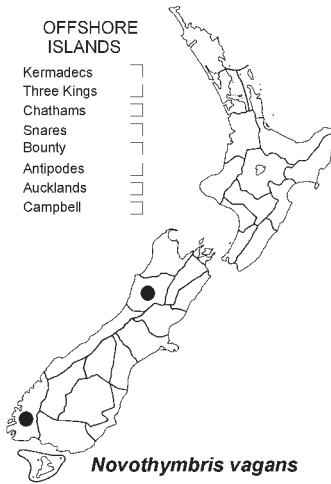 OFFSHORE
ISLANDS
Kermadecs
Three Kings
Chathams
Snares
Bounty
Antipodes
Aucklands
Campbell
Novothymbris vagans